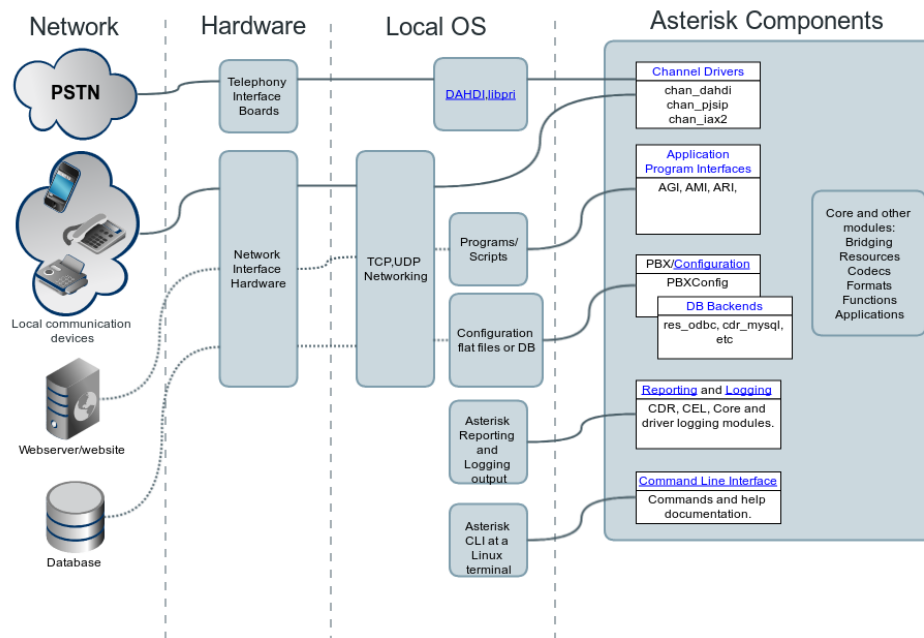 Network
Hardware
Local OS
Asterisk Components
PSTN
Telephony
Interface
Boards
DAHDI,libpri
Channel Drivers
chan_dahdi
chan_pjsip
chan_iax2
Local communication
devices
Network
Interface
Hardware
TCP,UDP
Networking
Programs/
Scripts
Application
Program Interfaces
AGI, AMI, ARI,
Configuration
flat files or DB
PBX/Configuration
PBXConfig
DB Backends
res_odbc, cdr_mysql,
etc
Core and other
modules:
Bridging
Resources
Codecs
Formats
Functions
Applications
Webserver/website
Asterisk
Reporting
and
Logging
output
Reporting and Logging
CDR, CEL, Core and
driver logging modules.
Database
Asterisk
CLI at a
Linux
terminal
Command Line Interface
Commands and help
documentation.